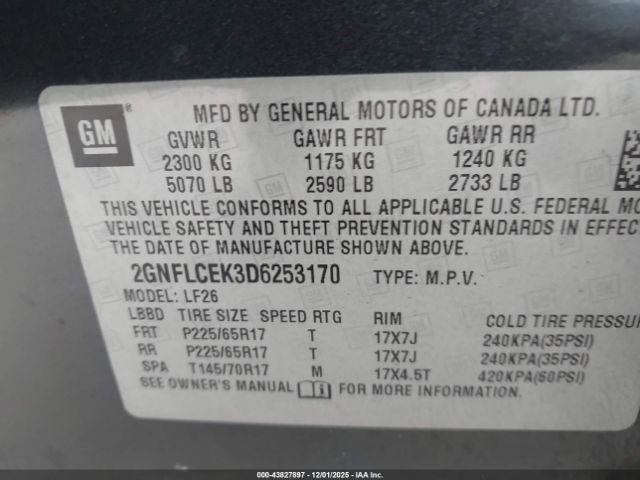 GM ®
MFD BY GENERAL MOTORS OF CANADA LTD.
GVWR GAWR FRT GAWR RR
2300 KG 1175 KG 1240 KG
5070 LB 2590 LB 2733 LB
THIS VEHICLE CONFORMS TO ALL APPLICABLE U.S. FEDERAL MO
VEHICLE SAFETY AND THEFT PREVENTION STANDARDS IN EFFEC
THE DATE OF MANUFACTURE SHOWN ABOVE.
2GNFLCEK3D6253170 TYPE: M.P.V.
MODEL: LF26
LBBD TIRE SIZE SPEED RTG RIM COLD TIRE PRESSU
FRT P225/65R17 T 17X7J 240KPA(35PSI)
RR P225/65R17 T 17X7J 240KPA(35PSI)
SPA T145/70R17 M 17X4.5T 420KPA(60PSI)
SEE OWNER'S MANUAL FOR MORE INFORMATION.
000-43827897 - 12/01/2025 - IAAI.COM